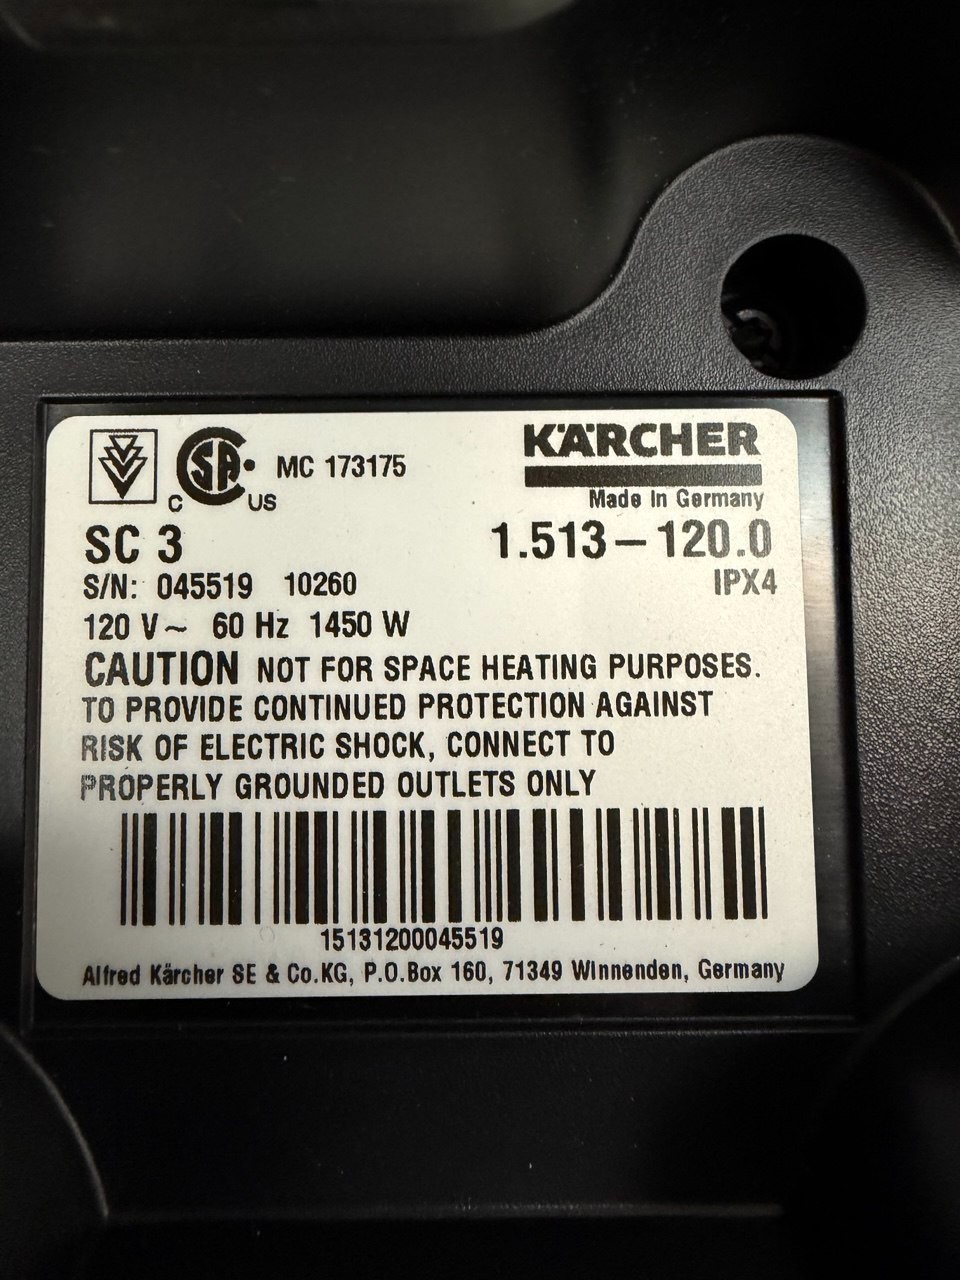 C SA US MC 173175 KÄRCHER
Made in Germany
SC 3 1.513-120.0
S/N: 045519 10260 IPX4
120 V~ 60 Hz 1450 W
CAUTION NOT FOR SPACE HEATING PURPOSES.
TO PROVIDE CONTINUED PROTECTION AGAINST
RISK OF ELECTRIC SHOCK, CONNECT TO
PROPERLY GROUNDED OUTLETS ONLY
15131200045519
Alfred Kärcher SE & Co.KG, P.O.Box 160, 71349 Winnenden, Germany